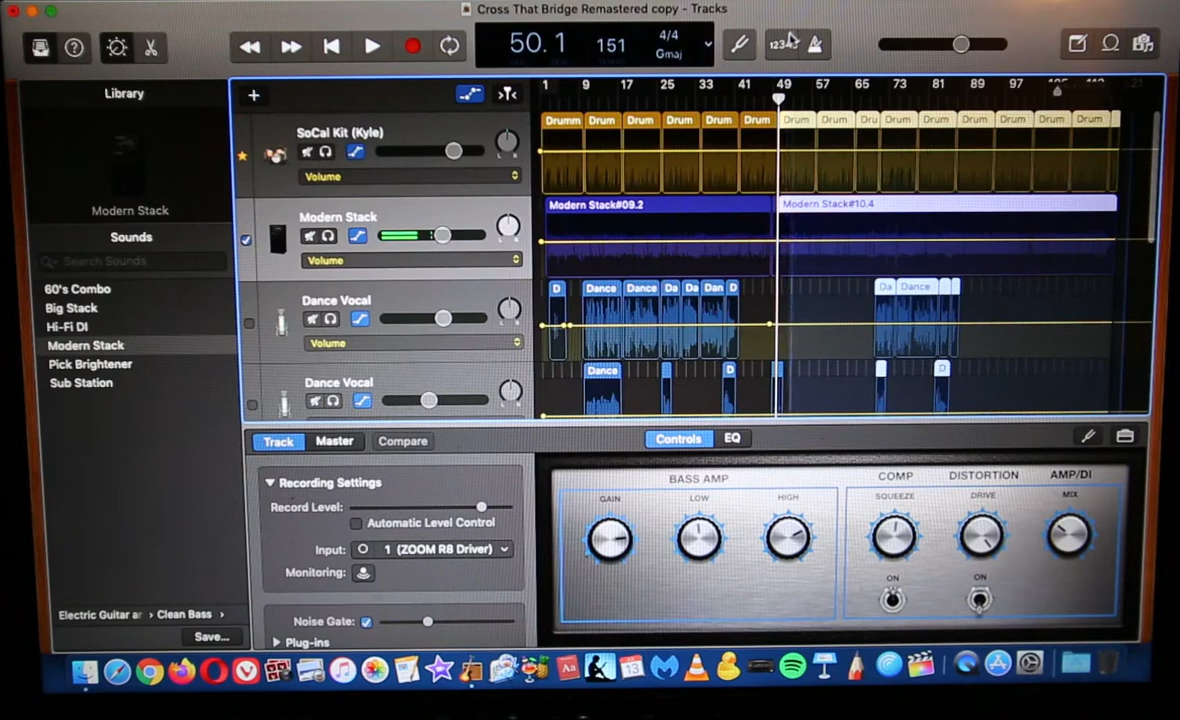 Cross That Bridge Remastered copy - Tracks
50.1
151
4/4
Gmaj
1234
Library
1 9 17 25 33 41 49 57 65 73 81 89 97
SoCal Kit (Kyle)
Drumm Drum Drum Drum Drum Drum Drum Drum Dru Drum Drum Drum Drum Drum
L R
Volume
Modern Stack
Modern Stack
Modern Stack#09.2
Modern Stack#10.4
L R
Sounds
Search Sounds
Volume
60's Combo
Big Stack
Hi-Fi DI
Modern Stack
Pick Brightener
Sub Station
Dance Vocal
D Dance Dance Da Da Dan D Da Dance
L R
Volume
Dance Vocal
Dance D D
L R
Track Master Compare
Controls EQ
Recording Settings
Record Level:
Automatic Level Control
Input: 1 (ZOOM R8 Driver)
Monitoring:
Noise Gate:
Plug-ins
BASS AMP
COMP
DISTORTION
AMP/DI
GAIN
LOW
HIGH
SQUEEZE
DRIVE
MIX
ON
ON
Electric Guitar ar › Clean Bass ›
Save...
Aa
13